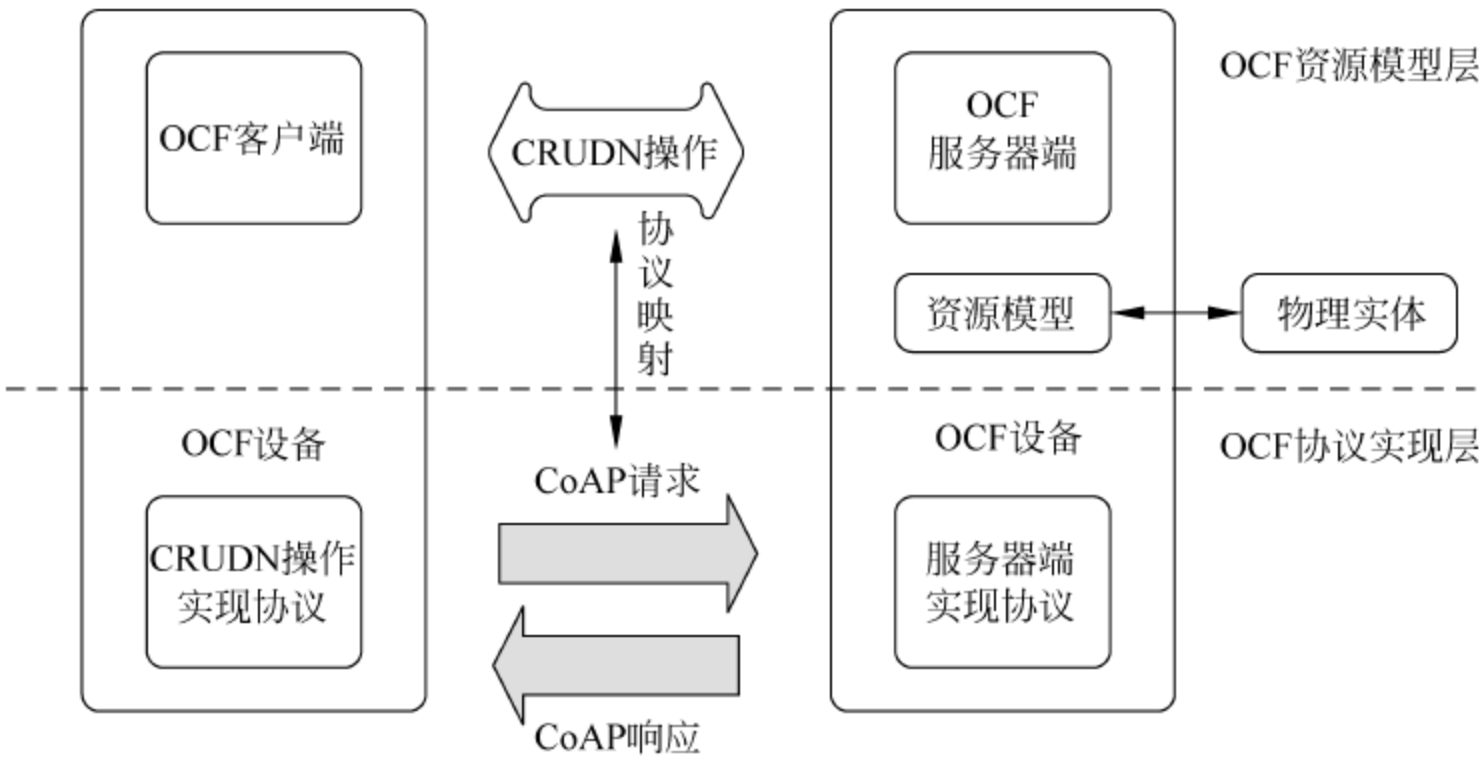 OCF客户端
CRUDN操作
OCF
服务器端
OCF资源模型层
协
议
映
射
资源模型
物理实体
OCF设备
OCF设备
OCF协议实现层
CoAP请求
CRUDN操作
实现协议
服务器端
实现协议
CoAP响应